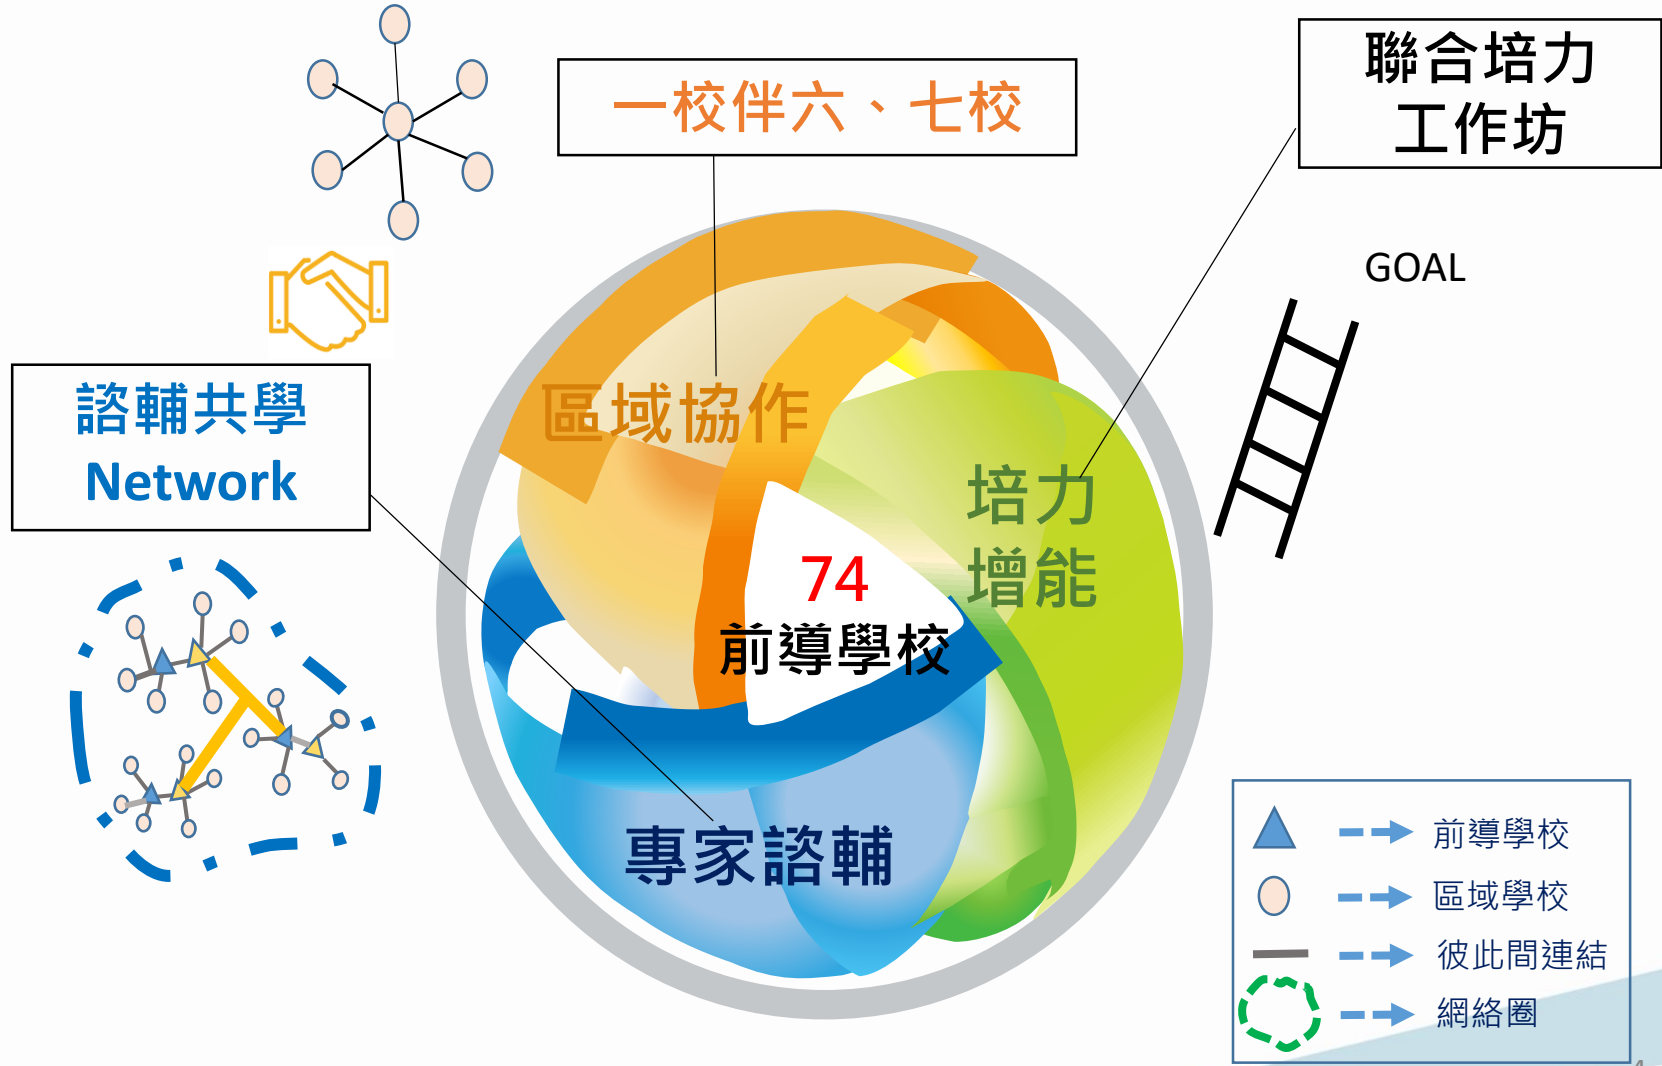 一校伴六、七校
聯合培力
工作坊
GOAL
諮輔共學
Network
區域協作
培力
增能
74
前導學校
專家諮輔
前導學校
區域學校
彼此間連結
網絡圈